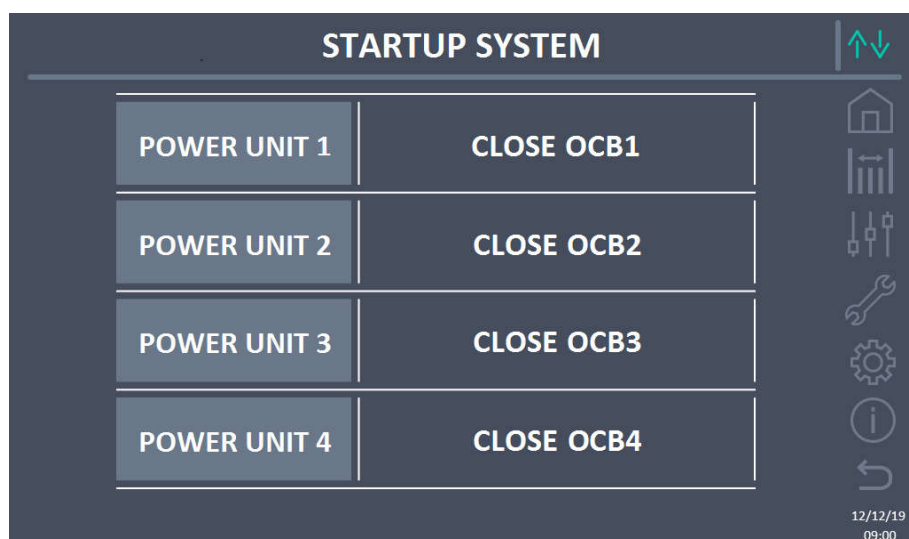 STARTUP SYSTEM
POWER UNIT 1
CLOSE OCB1
POWER UNIT 2
CLOSE OCB2
POWER UNIT 3
CLOSE OCB3
POWER UNIT 4
CLOSE OCB4
12/12/19
09:00